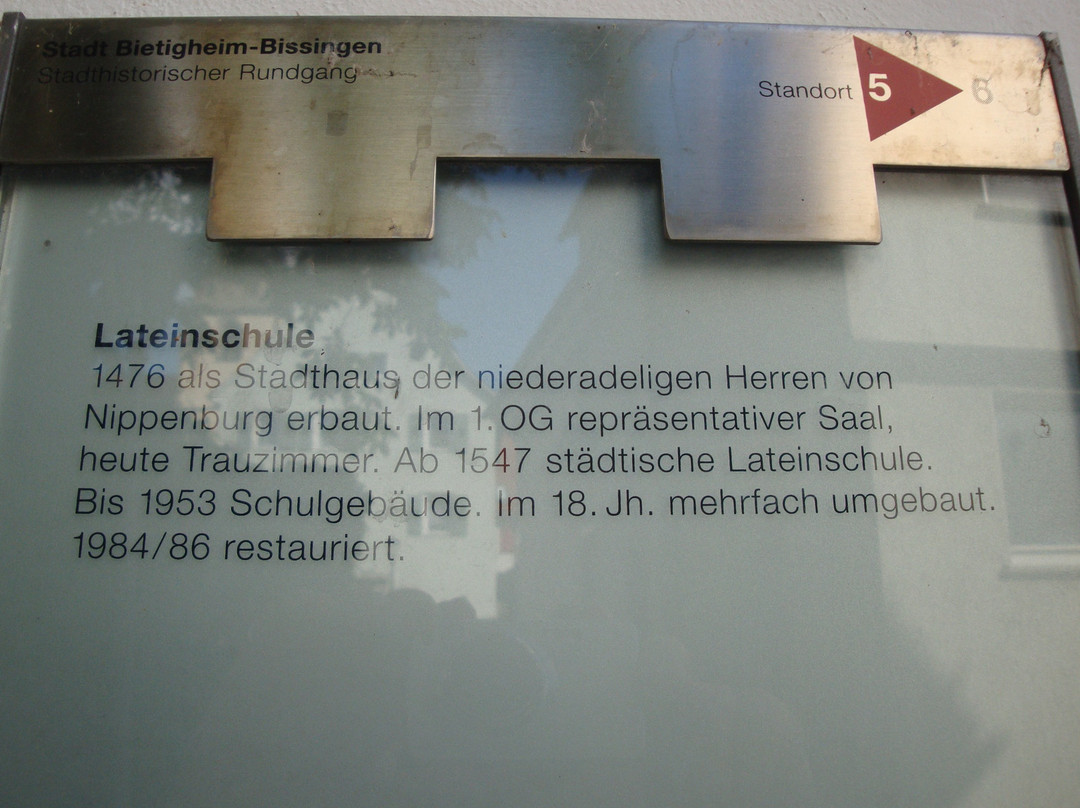 Stadt Bietigheim-Bissingen
Stadthistorischer Rundgang
Standort 5 6
Lateinschule
1476 als Stadthaus der niederadeligen Herren von
Nippenburg erbaut. Im 1. OG repräsentativer Saal,
heute Trauzimmer. Ab 1547 städtische Lateinschule.
Bis 1953 Schulgebäude. Im 18. Jh. mehrfach umgebaut.
1984/86 restauriert.